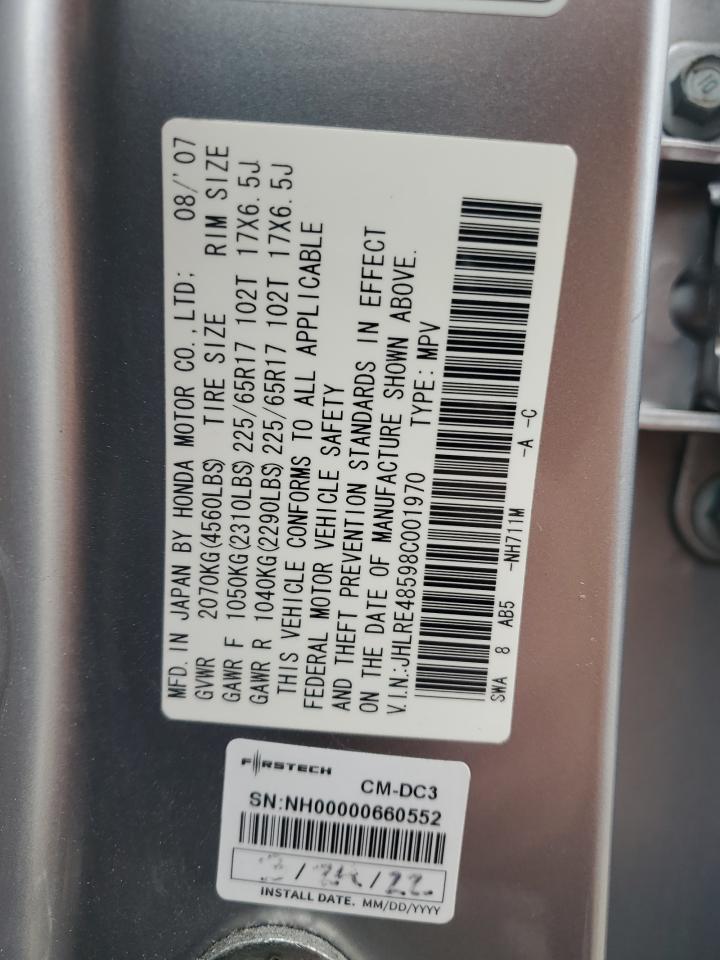 MFD. IN JAPAN BY HONDA MOTOR CO., LTD: 08/'07
GVWR 2070KG(4560LBS) TIRE SIZE RIM SIZE
GAWR F 1050KG(2310LBS) 225/65R17 102T 17X6.5J
GAWR R 1040KG(2290LBS) 225/65R17 102T 17X6.5J
THIS VEHICLE CONFORMS TO ALL APPLICABLE
FEDERAL MOTOR VEHICLE SAFETY
AND THEFT PREVENTION STANDARDS IN EFFECT
ON THE DATE OF MANUFACTURE SHOWN ABOVE.
V.I.N.:JHLRE48598C001970 TYPE: MPV
SWA 8 AB5 -NH711M -A -C
FIRSTECH
CM-DC3
SN:NH00000660552
INSTALL DATE. MM/DD/YYYY
10